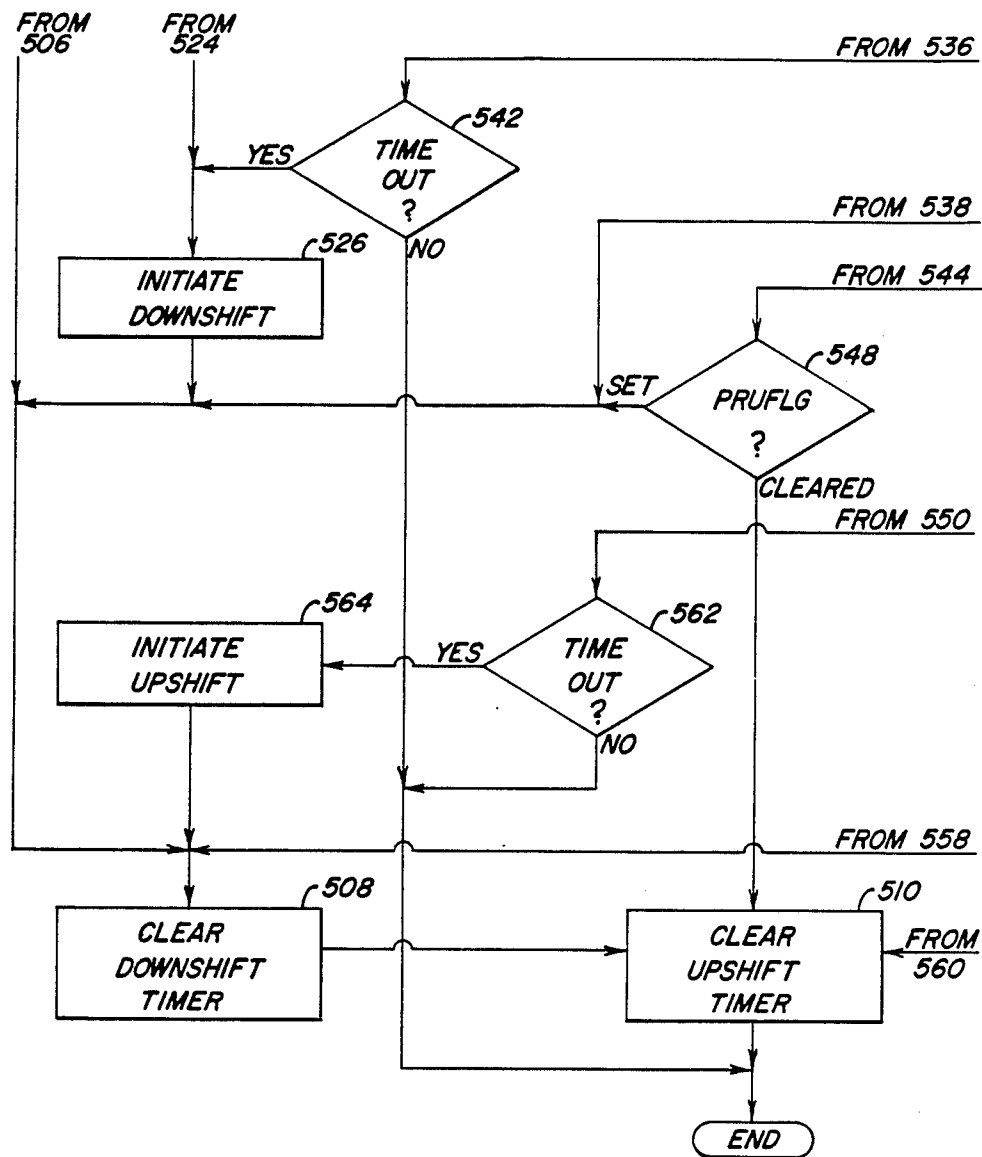 FROM
506
FROM
524
FROM 536
542
TIME
OUT
?
YES
NO
FROM 538
526
INITIATE
DOWNSHIFT
FROM 544
548
PRUFLG
?
SET
CLEARED
FROM 550
564
INITIATE
UPSHIFT
562
TIME
OUT
?
YES
NO
FROM 558
508
CLEAR
DOWNSHIFT
TIMER
510
CLEAR
UPSHIFT
TIMER
FROM
560
END